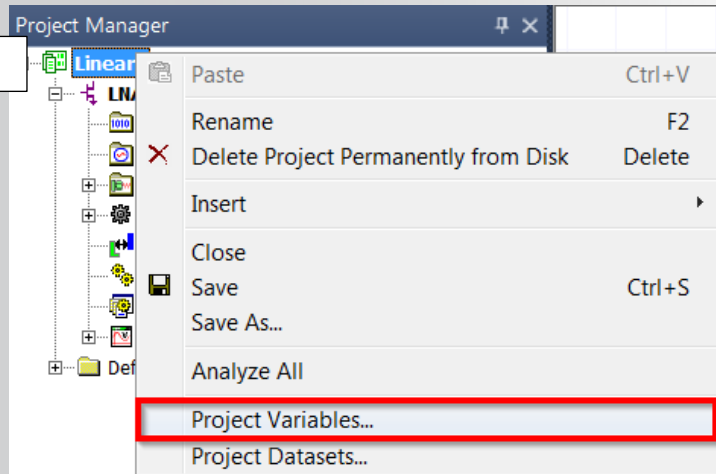 Project Manager
Linear
LNA
Paste Ctrl+V
Rename F2
Delete Project Permanently from Disk Delete
Insert
Close
Save Ctrl+S
Save As...
Analyze All
Project Variables...
Def
Project Datasets...